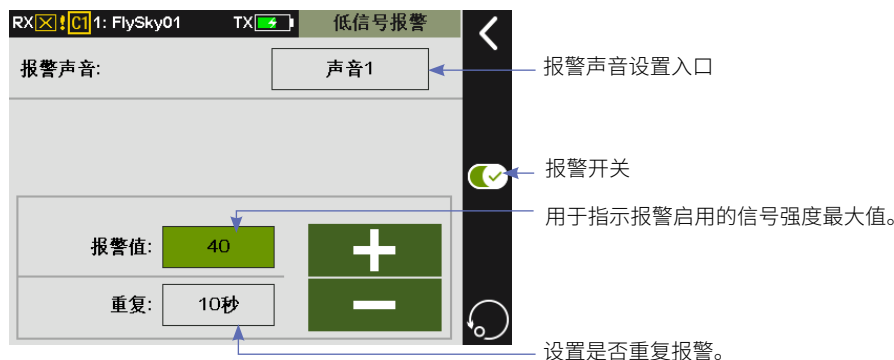 RX ! C1 1: FlySky01 TX 低信号报警
报警声音: 声音1 报警声音设置入口
报警开关
用于指示报警启用的信号强度最大值。
报警值: 40
重复: 10秒
设置是否重复报警。